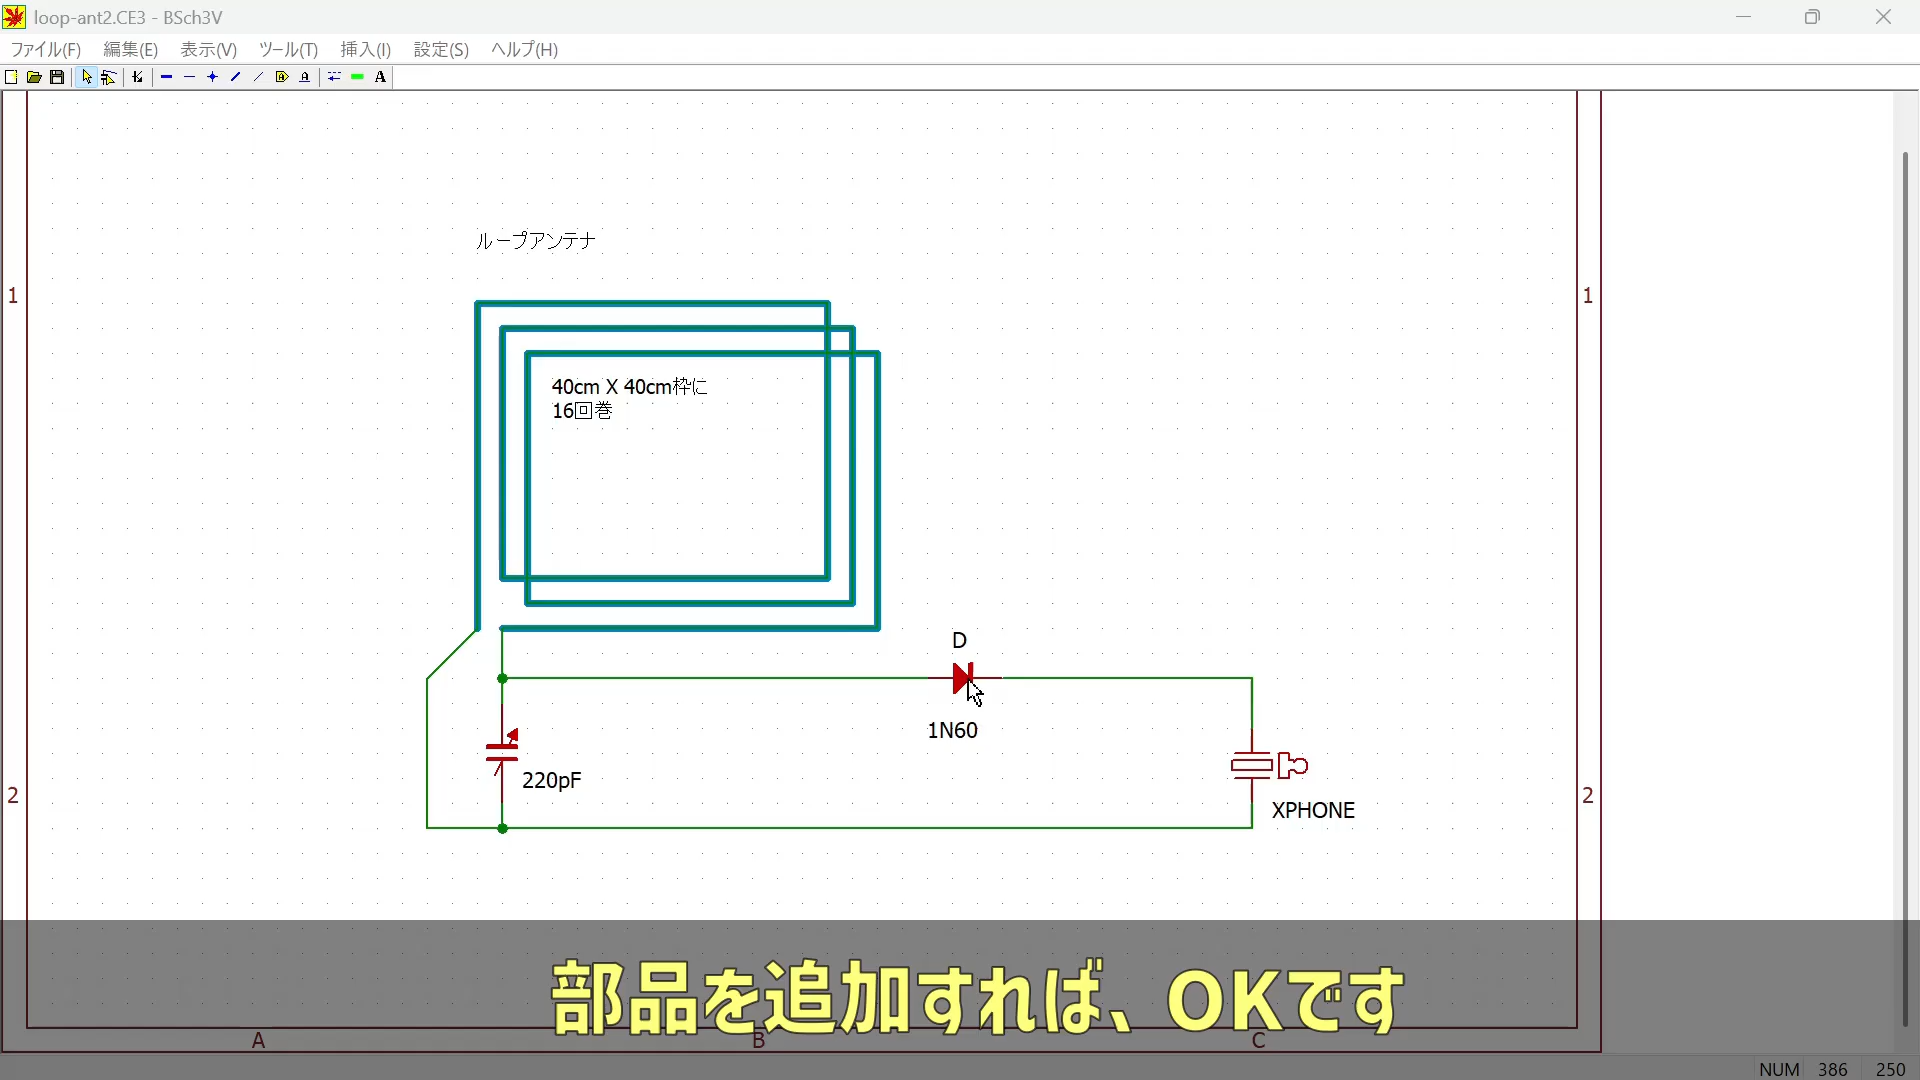 loop-ant2.CE3 - BSch3V
ファイル(F) 編集(E) 表示(V) ツール(T) 挿入(I) 設定(S) ヘルプ(H)
A
ループアンテナ
1 1
40cm X 40cm枠に
16回巻
D
1N60
220pF
2 2
XPHONE
部品を追加すれば、OKです
A B C
NUM 386 250